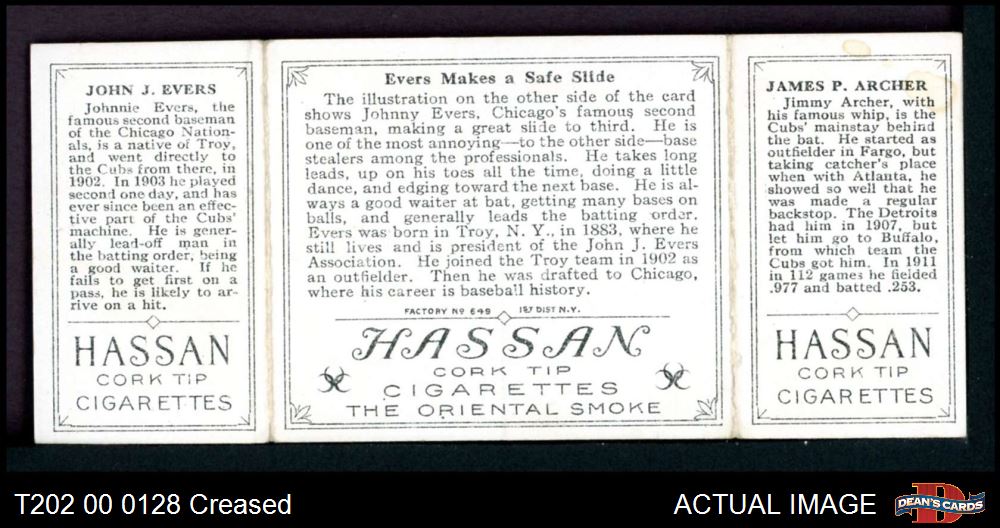 JOHN J. EVERS
Johnnie Evers, the
famous second baseman
of the Chicago Nation-
als, is a native of Troy,
and went directly to
the Cubs from there, in
1902. In 1903 he played
second one day, and has
ever since been an effec-
tive part of the Cubs'
machine. He is gener-
ally lead-off man in
the batting order, being
a good waiter. If he
fails to get first on a
pass, he is likely to ar-
rive on a hit.
HASSAN
CORK TIP
CIGARETTES
Evers Makes a Safe Slide
The illustration on the other side of the card
shows Johnny Evers, Chicago's famous second
baseman, making a great slide to third. He is
one of the most annoying—to the other side—base
stealers among the professionals. He takes long
leads, up on his toes all the time, doing a little
dance, and edging toward the next base. He is al-
ways a good waiter at bat, getting many bases on
balls, and generally leads the batting order.
Evers was born in Troy, N. Y., in 1883, where he
still lives and is president of the John J. Evers
Association. He joined the Troy team in 1902 as
an outfielder. Then he was drafted to Chicago,
where his career is baseball history.
FACTORY Nº 649 1ST DIST N.Y.
HASSAN
CORK TIP
CIGARETTES
THE ORIENTAL SMOKE
JAMES P. ARCHER
Jimmy Archer, with
his famous whip, is the
Cubs' mainstay behind
the bat. He started as
outfielder in Fargo, but
taking catcher's place
when with Atlanta, he
showed so well that he
was made a regular
backstop. The Detroits
had him in 1907, but
let him go to Buffalo,
from which team the
Cubs got him. In 1911
in 112 games he fielded
.977 and batted .253.
HASSAN
CORK TIP
CIGARETTES
T202 00 0128 Creased
ACTUAL IMAGE
DEAN'S CARDS